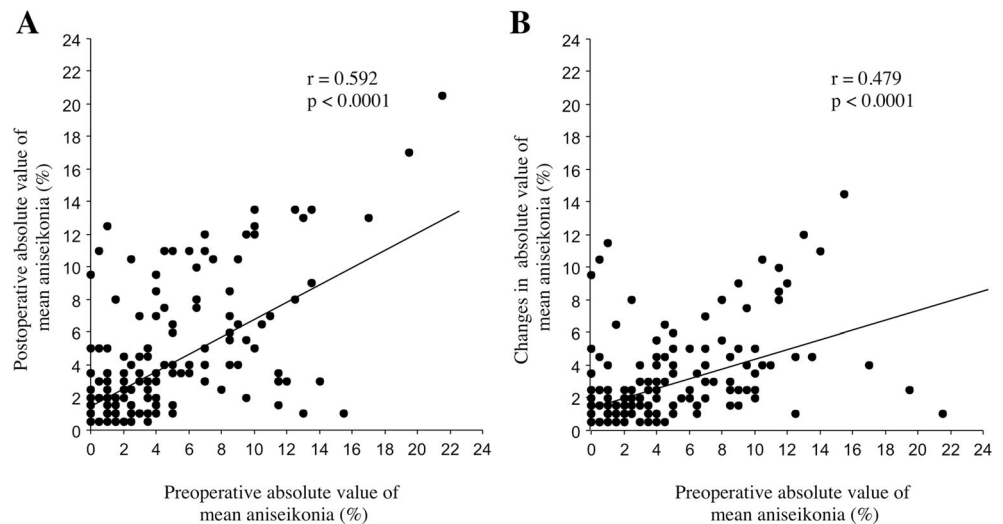 A
24
22
20
18
16
14
12
10
8
6
4
2
0
0 2 4 6 8 10 12 14 16 18 20 22 24
r = 0.592
p < 0.0001
Postoperative absolute value of
mean aniseikonia (%)
Preoperative absolute value of
mean aniseikonia (%)
B
24
22
20
18
16
14
12
10
8
6
4
2
0
0 2 4 6 8 10 12 14 16 18 20 22 24
r = 0.479
p < 0.0001
Changes in absolute value of
mean aniseikonia (%)
Preoperative absolute value of
mean aniseikonia (%)